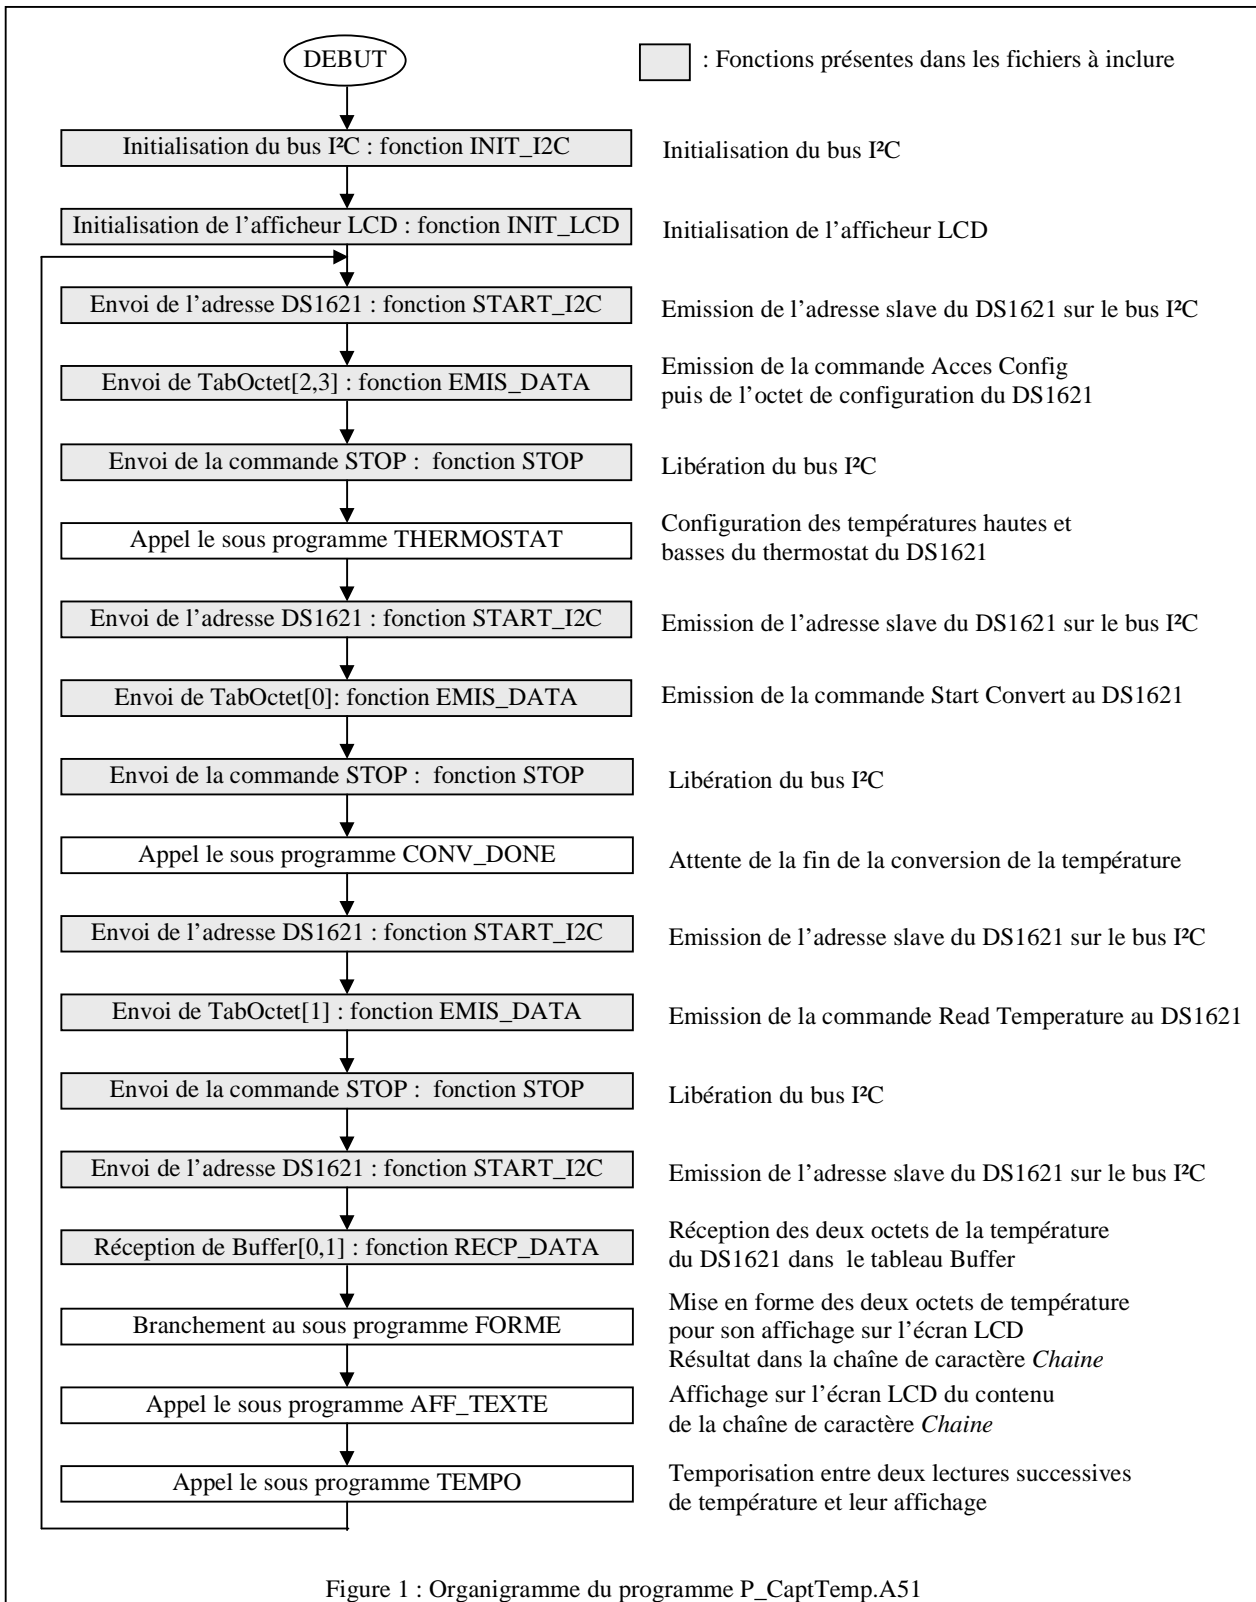 DEBUT
: Fonctions présentes dans les fichiers à inclure
Initialisation du bus I²C : fonction INIT_I2C
Initialisation du bus I²C
Initialisation de l’afficheur LCD : fonction INIT_LCD
Initialisation de l’afficheur LCD
Envoi de l’adresse DS1621 : fonction START_I2C
Emission de l’adresse slave du DS1621 sur le bus I²C
Envoi de TabOctet[2,3] : fonction EMIS_DATA
Emission de la commande Acces Config
puis de l’octet de configuration du DS1621
Envoi de la commande STOP : fonction STOP
Libération du bus I²C
Appel le sous programme THERMOSTAT
Configuration des températures hautes et
basses du thermostat du DS1621
Envoi de l’adresse DS1621 : fonction START_I2C
Emission de l’adresse slave du DS1621 sur le bus I²C
Envoi de TabOctet[0]: fonction EMIS_DATA
Emission de la commande Start Convert au DS1621
Envoi de la commande STOP : fonction STOP
Libération du bus I²C
Appel le sous programme CONV_DONE
Attente de la fin de la conversion de la température
Envoi de l’adresse DS1621 : fonction START_I2C
Emission de l’adresse slave du DS1621 sur le bus I²C
Envoi de TabOctet[1] : fonction EMIS_DATA
Emission de la commande Read Temperature au DS1621
Envoi de la commande STOP : fonction STOP
Libération du bus I²C
Envoi de l’adresse DS1621 : fonction START_I2C
Emission de l’adresse slave du DS1621 sur le bus I²C
Réception de Buffer[0,1] : fonction RECP_DATA
Réception des deux octets de la température
du DS1621 dans le tableau Buffer
Branchement au sous programme FORME
Mise en forme des deux octets de température
pour son affichage sur l’écran LCD
Résultat dans la chaîne de caractère Chaine
Appel le sous programme AFF_TEXTE
Affichage sur l’écran LCD du contenu
de la chaîne de caractère Chaine
Appel le sous programme TEMPO
Temporisation entre deux lectures successives
de température et leur affichage
Figure 1 : Organigramme du programme P_CaptTemp.A51